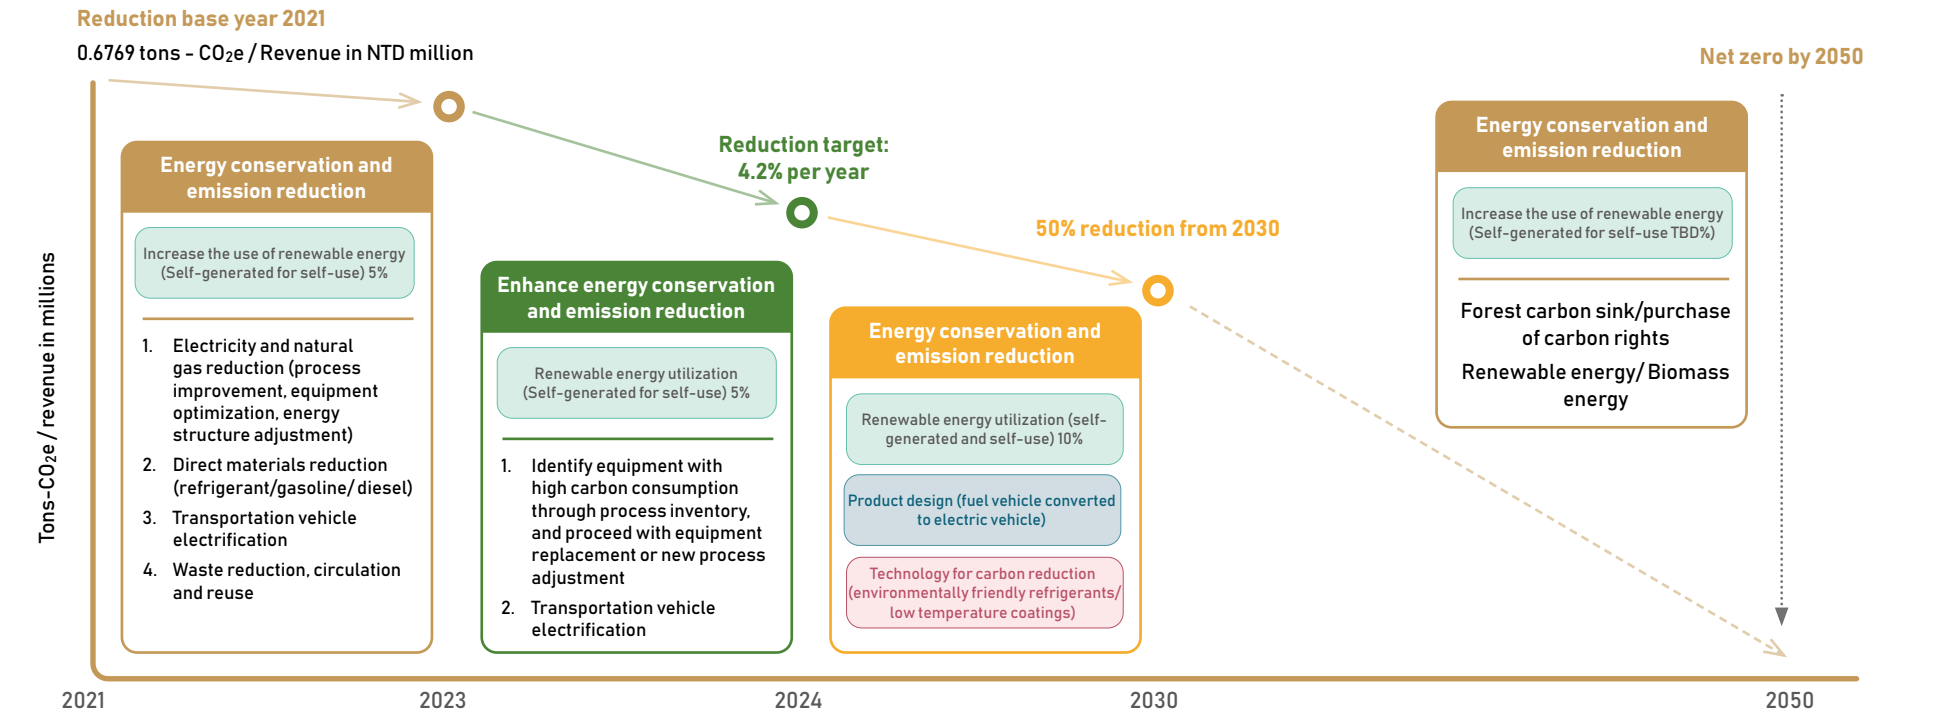 Reduction base year 2021
0.6769 tons - CO₂e / Revenue in NTD million
Net zero by 2050
Tons-CO₂e / revenue in millions
Energy conservation and
emission reduction
Increase the use of renewable energy
(Self-generated for self-use) 5%
1. Electricity and natural
gas reduction (process
improvement, equipment
optimization, energy
structure adjustment)
2. Direct materials reduction
(refrigerant/gasoline/ diesel)
3. Transportation vehicle
electrification
4. Waste reduction, circulation
and reuse
Reduction target:
4.2% per year
Enhance energy conservation
and emission reduction
Renewable energy utilization
(Self-generated for self-use) 5%
1. Identify equipment with
high carbon consumption
through process inventory,
and proceed with equipment
replacement or new process
adjustment
2. Transportation vehicle
electrification
50% reduction from 2030
Energy conservation and
emission reduction
Renewable energy utilization (self-
generated and self-use) 10%
Product design (fuel vehicle converted
to electric vehicle)
Technology for carbon reduction
(environmentally friendly refrigerants/
low temperature coatings)
Energy conservation and
emission reduction
Increase the use of renewable energy
(Self-generated for self-use TBD%)
Forest carbon sink/purchase
of carbon rights
Renewable energy/ Biomass
energy
2021
2023
2024
2030
2050